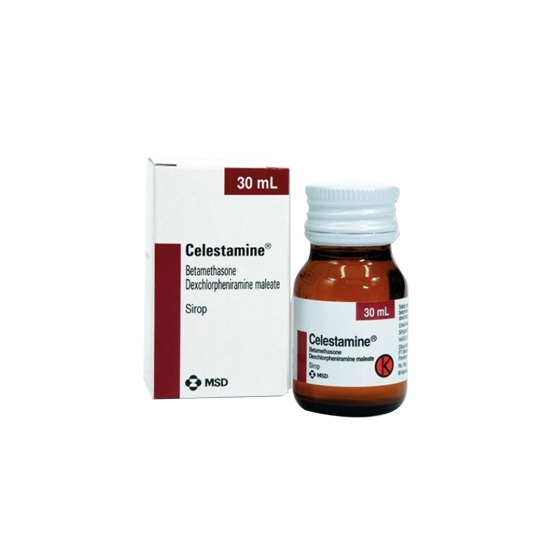 30 mL
Celestamine®
Betamethasone
Dexchlorpheniramine maleate
Sirop
MSD
30 mL
Celestamine®
Betamethasone
Dexchlorpheniramine maleate
Sirop
MSD
K